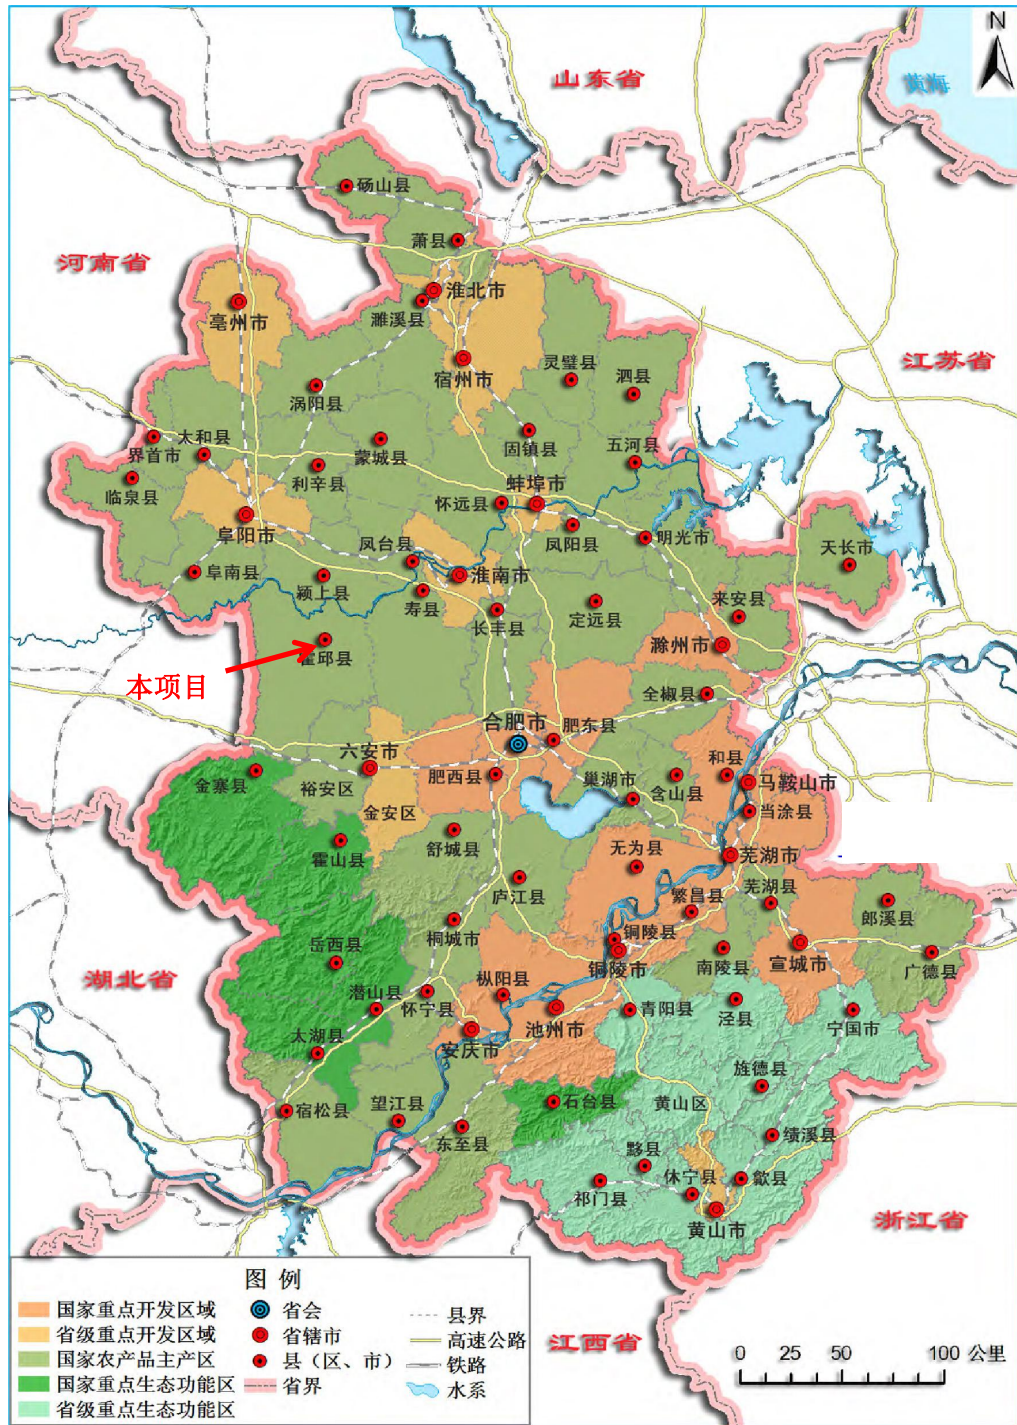 N
山东省
黄海
砀山县
萧县
河南省
淮北市
濉溪县
亳州市
江苏省
宿州市
灵璧县
泗县
涡阳县
太和县
界首市
固镇县
五河县
蒙城县
利辛县
临泉县
蚌埠市
怀远县
阜阳市
凤阳县
明光市
天长市
凤台县
阜南县
颍上县
淮南市
寿县
来安县
定远县
长丰县
滁州市
霍邱县
本项目
全椒县
合肥市
肥东县
六安市
和县
金寨县
裕安区
肥西县
巢湖市
含山县
马鞍山市
金安区
当涂县
霍山县
舒城县
无为县
芜湖市
庐江县
繁昌县
芜湖县
郎溪县
桐城市
铜陵县
岳西县
铜陵市
南陵县
宣城市
广德县
湖北省
枞阳县
潜山县
怀宁县
池州市
青阳县
泾县
宁国市
太湖县
安庆市
旌德县
宿松县
望江县
石台县
黄山区
东至县
绩溪县
黟县
休宁县
歙县
祁门县
黄山市
浙江省
图 例
国家重点开发区域
省级重点开发区域
国家农产品主产区
国家重点生态功能区
省级重点生态功能区
省会
省辖市
县（区、市）
省界
县界
高速公路
铁路
水系
江西省
0 25 50 100 公里